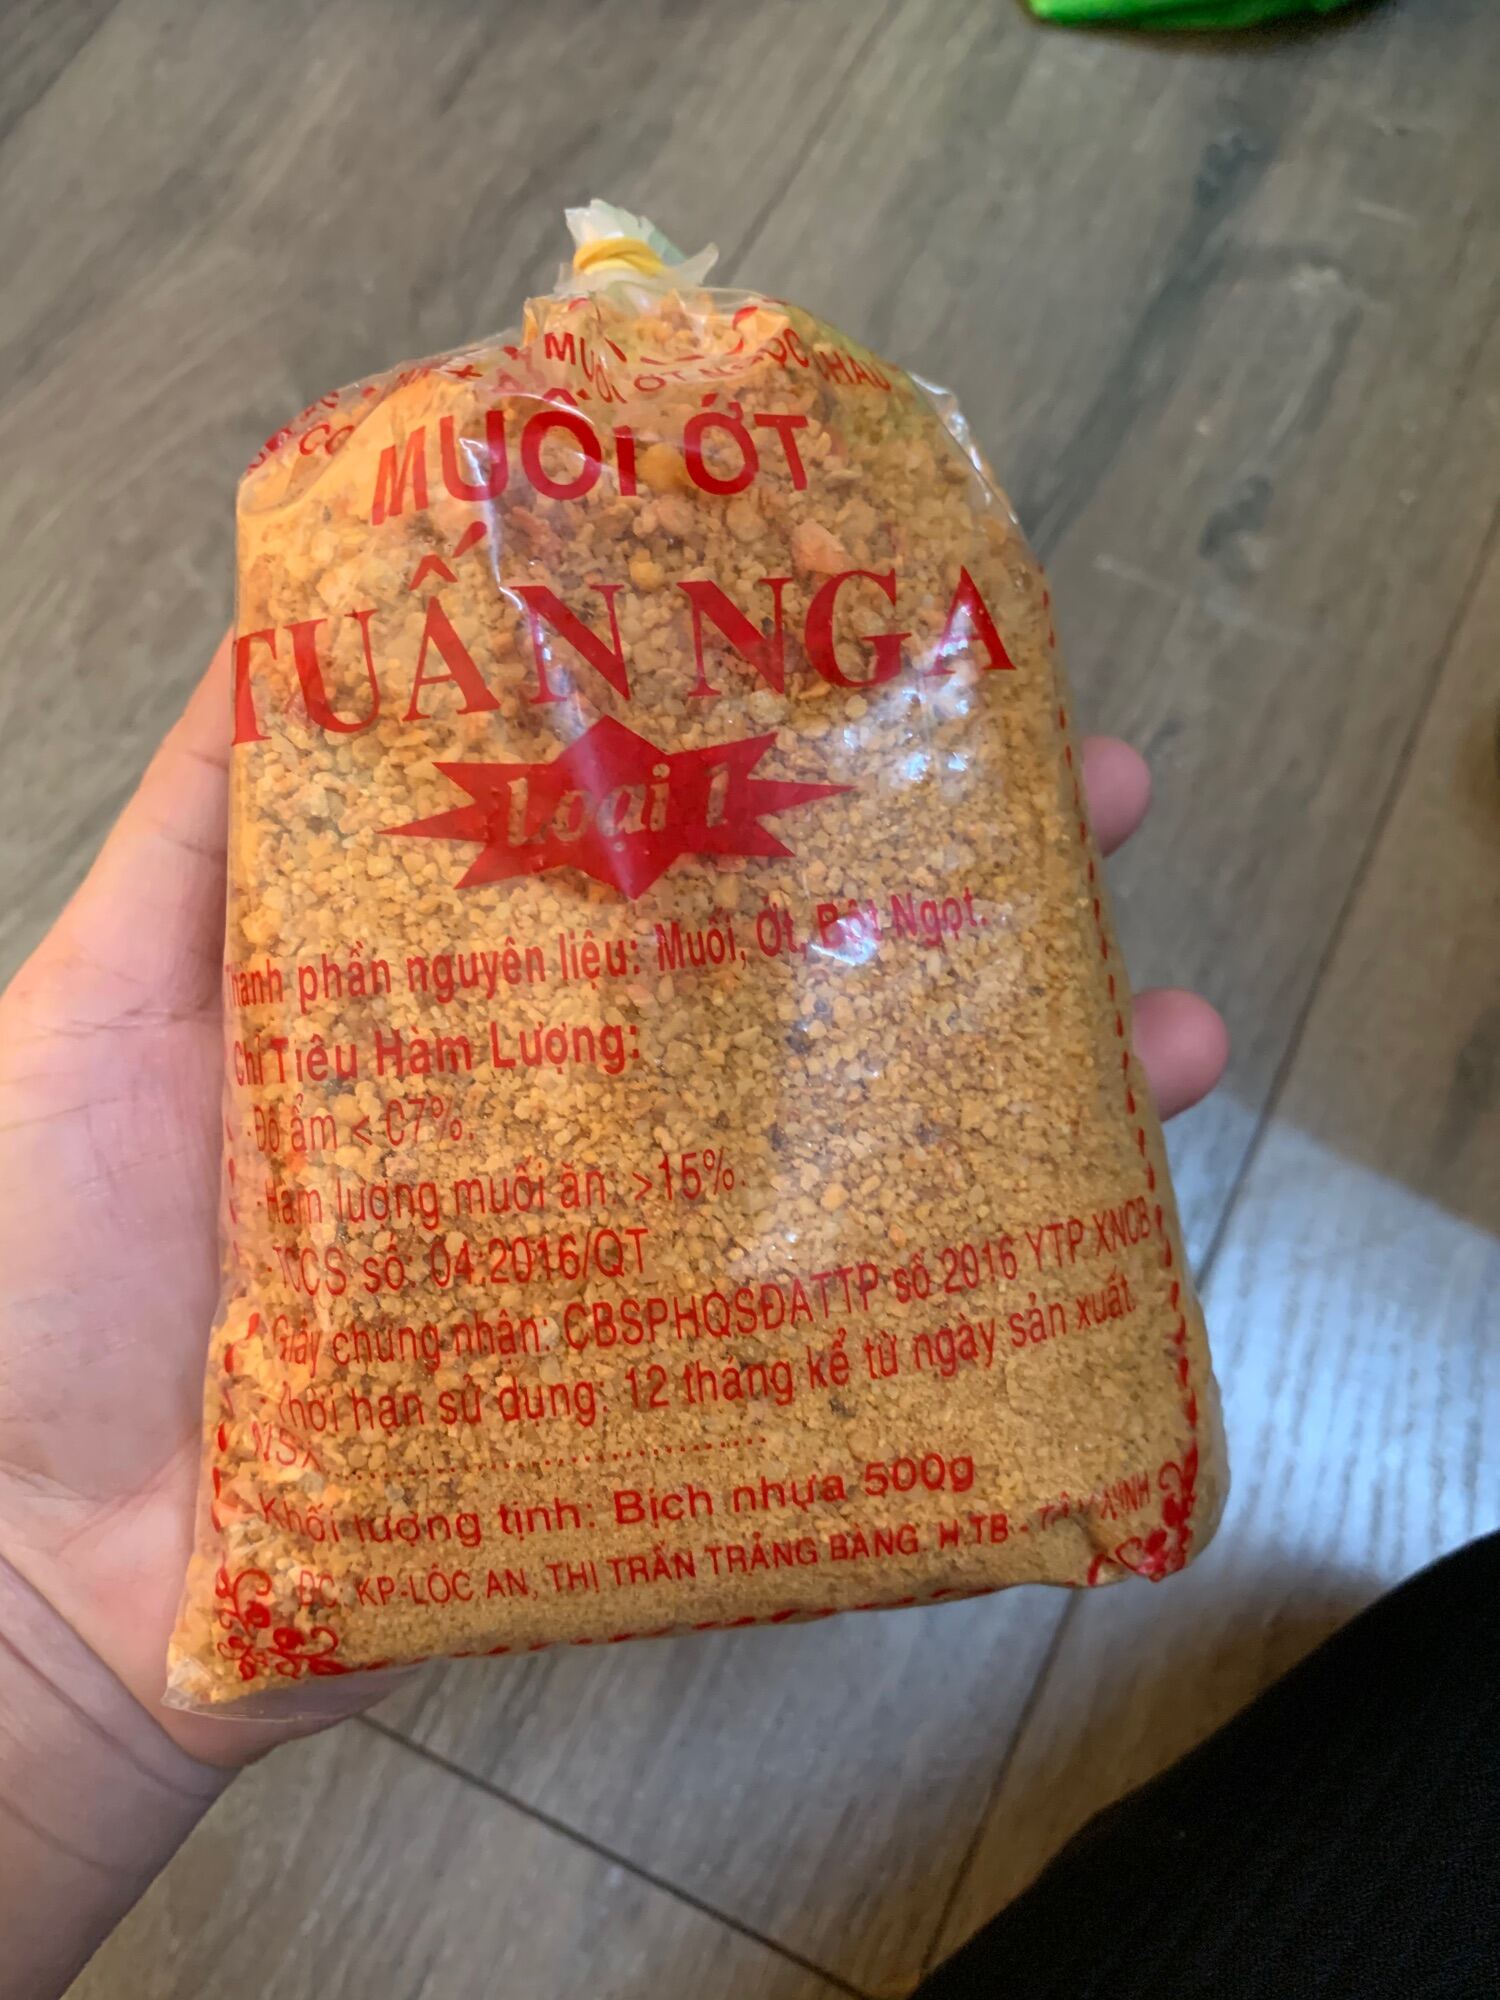 MUỐI ỚT
TUẤN NGA
Loại 1
Thành phần nguyên liệu: Muối, Ớt, Bột Ngọt.
Chỉ Tiêu Hàm Lượng:
- Độ ẩm < 07%.
- Hàm lượng muối ăn: >15%.
- TCCS số: 04:2016/QT
- Giấy chứng nhận: CBSPHQSĐATTP số 2016 YTP XNCB
- Thời hạn sử dụng: 12 tháng kể từ ngày sản xuất.
NSX
Khối lượng tịnh: Bịch nhựa 500g
ĐC: KP-LỘC AN, THỊ TRẤN TRẢNG BÀNG. H.TB -